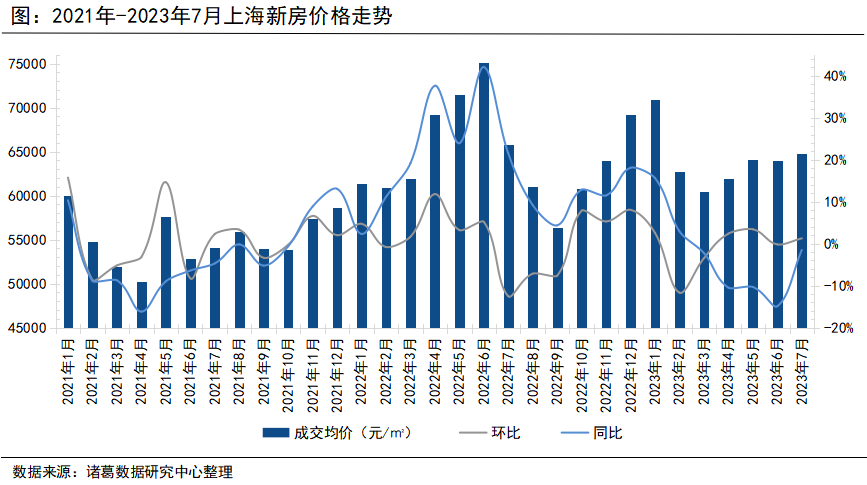 图：2021年-2023年7月上海新房价格走势
75000
70000
65000
60000
55000
50000
45000
40%
30%
20%
10%
0%
-10%
-20%
2021年1月
2021年2月
2021年3月
2021年4月
2021年5月
2021年6月
2021年7月
2021年8月
2021年9月
2021年10月
2021年11月
2021年12月
2022年1月
2022年2月
2022年3月
2022年4月
2022年5月
2022年6月
2022年7月
2022年8月
2022年9月
2022年10月
2022年11月
2022年12月
2023年1月
2023年2月
2023年3月
2023年4月
2023年5月
2023年6月
2023年7月
成交均价（元/㎡） 环比 同比
数据来源：诸葛数据研究中心整理